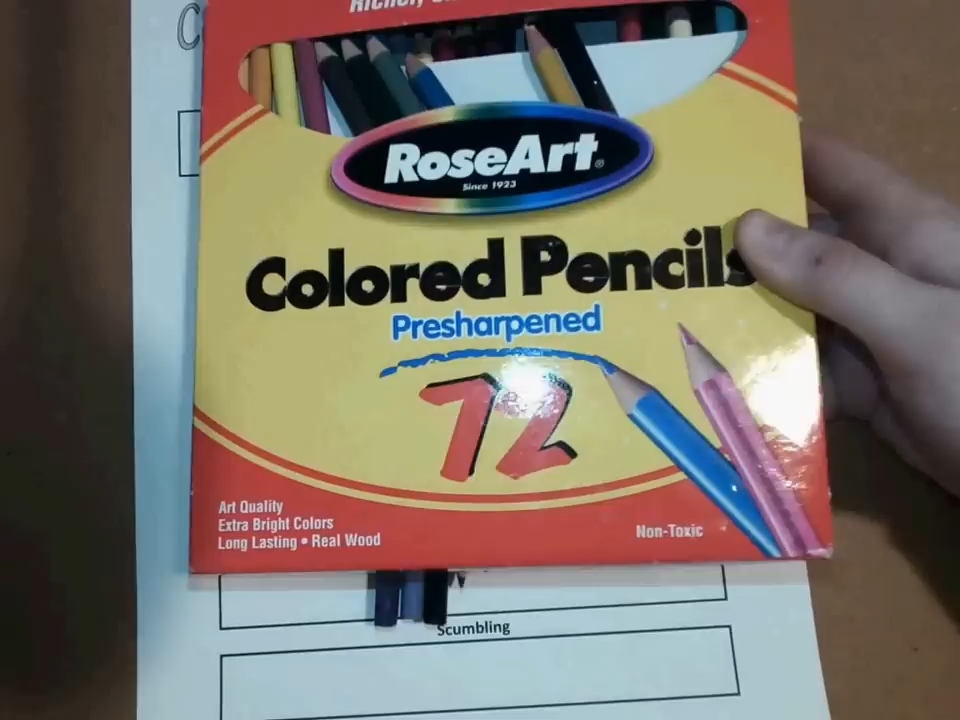 RoseArt®
Since 1923
Colored Pencils
Presharpened
72
Art Quality
Extra Bright Colors
Long Lasting • Real Wood
Non-Toxic
Scumbling